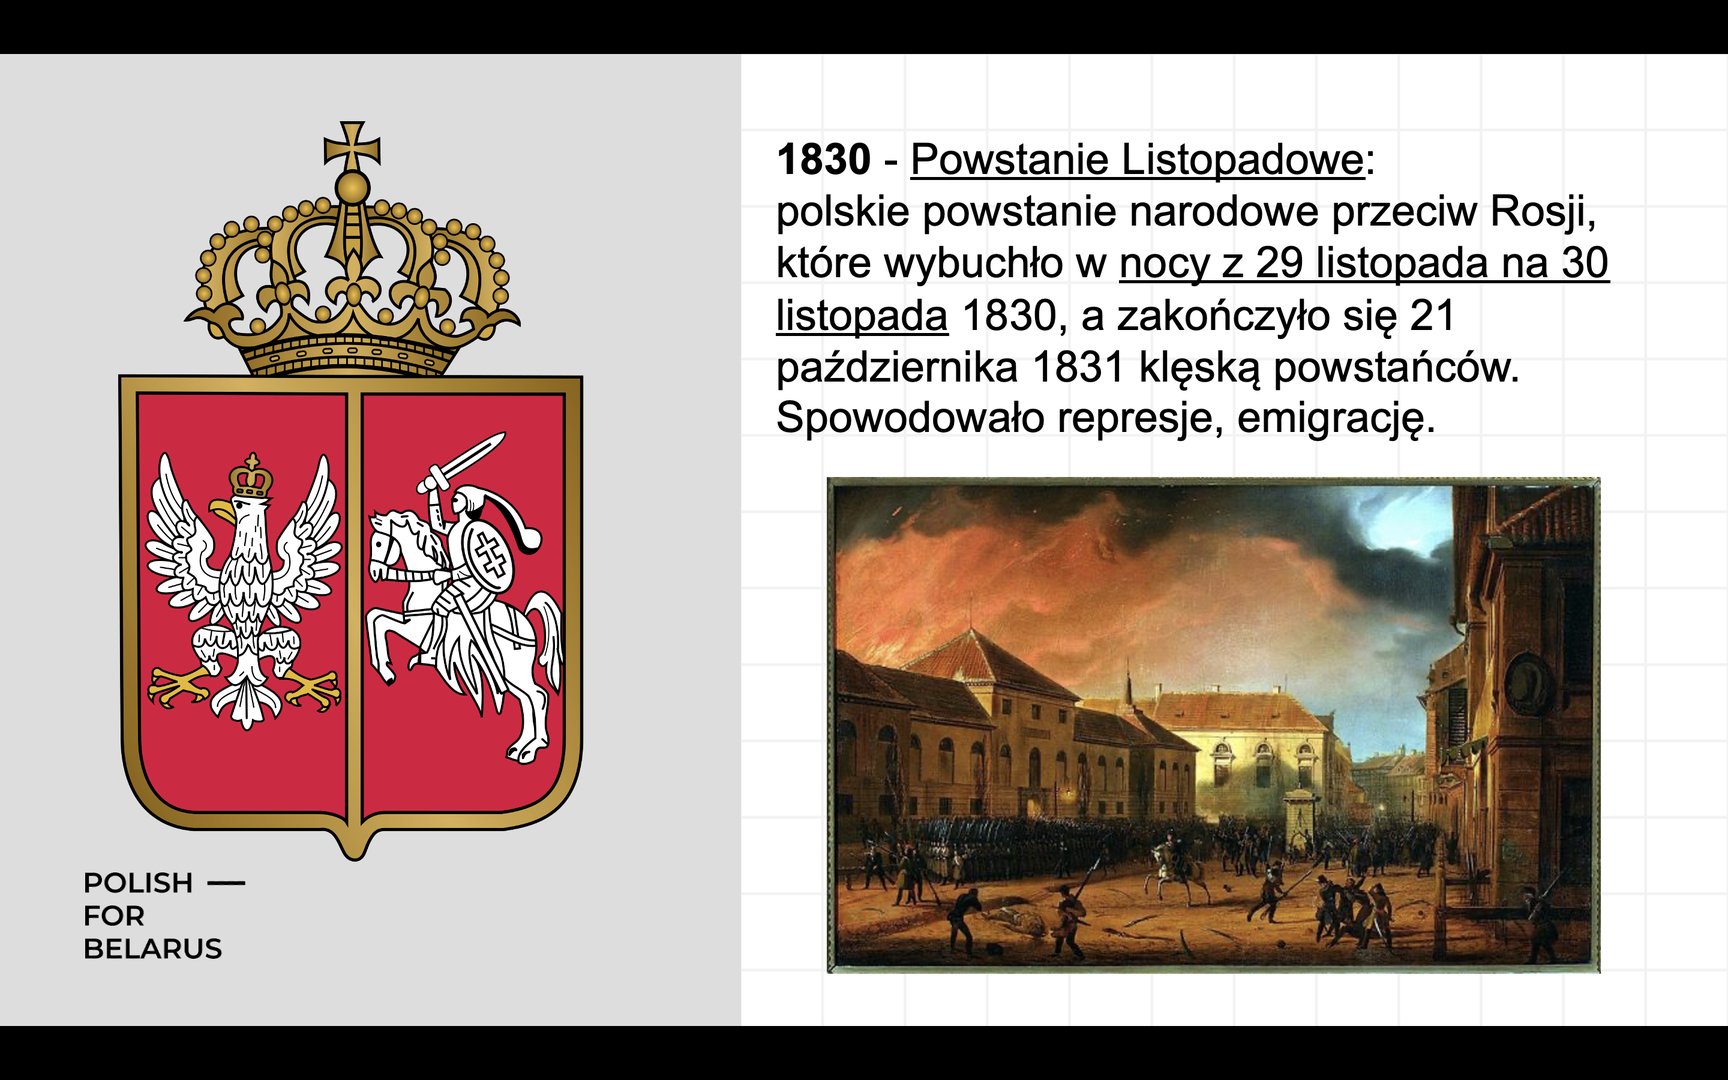 1830 - Powstanie Listopadowe:
polskie powstanie narodowe przeciw Rosji,
które wybuchło w nocy z 29 listopada na 30
listopada 1830, a zakończyło się 21
października 1831 klęską powstańców.
Spowodowało represje, emigrację.
POLISH —
FOR
BELARUS